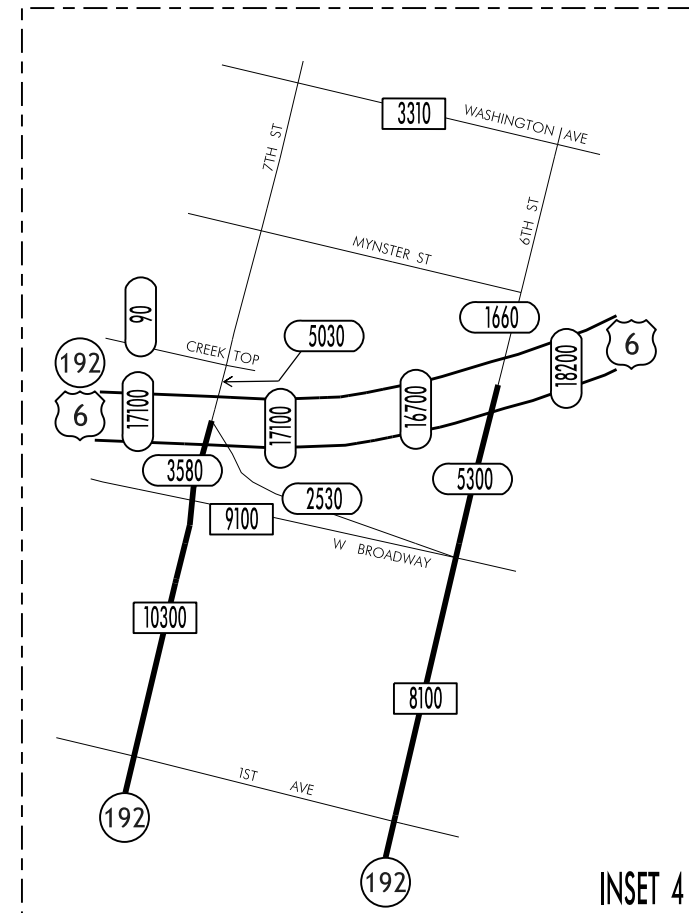 3310
WASHINGTON AVE
7TH ST
6TH ST
MYNSTER ST
90
1660
5030
CREEK TOP
192
6
6
17100
17100
16700
18200
3580
2530
5300
9100
W BROADWAY
10300
8100
1ST AVE
192
192
INSET 4